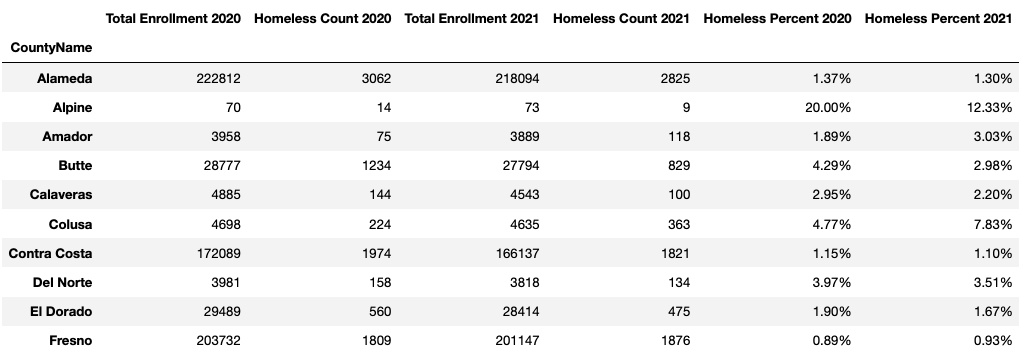 Total Enrollment 2020 Homeless Count 2020 Total Enrollment 2021 Homeless Count 2021 Homeless Percent 2020 Homeless Percent 2021
CountyName
Alameda 222812 3062 218094 2825 1.37% 1.30%
Alpine 70 14 73 9 20.00% 12.33%
Amador 3958 75 3889 118 1.89% 3.03%
Butte 28777 1234 27794 829 4.29% 2.98%
Calaveras 4885 144 4543 100 2.95% 2.20%
Colusa 4698 224 4635 363 4.77% 7.83%
Contra Costa 172089 1974 166137 1821 1.15% 1.10%
Del Norte 3981 158 3818 134 3.97% 3.51%
El Dorado 29489 560 28414 475 1.90% 1.67%
Fresno 203732 1809 201147 1876 0.89% 0.93%